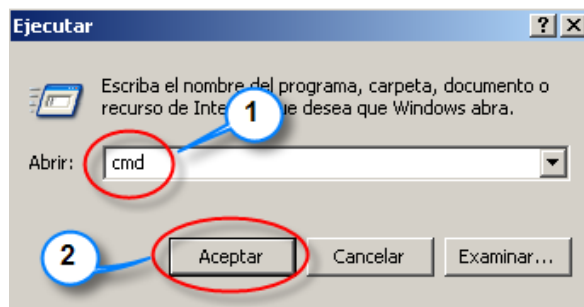 Ejecutar
Escriba el nombre del programa, carpeta, documento o
recurso de Inte que desea que Windows abra.
1
Abrir: cmd
2
Aceptar Cancelar Examinar...